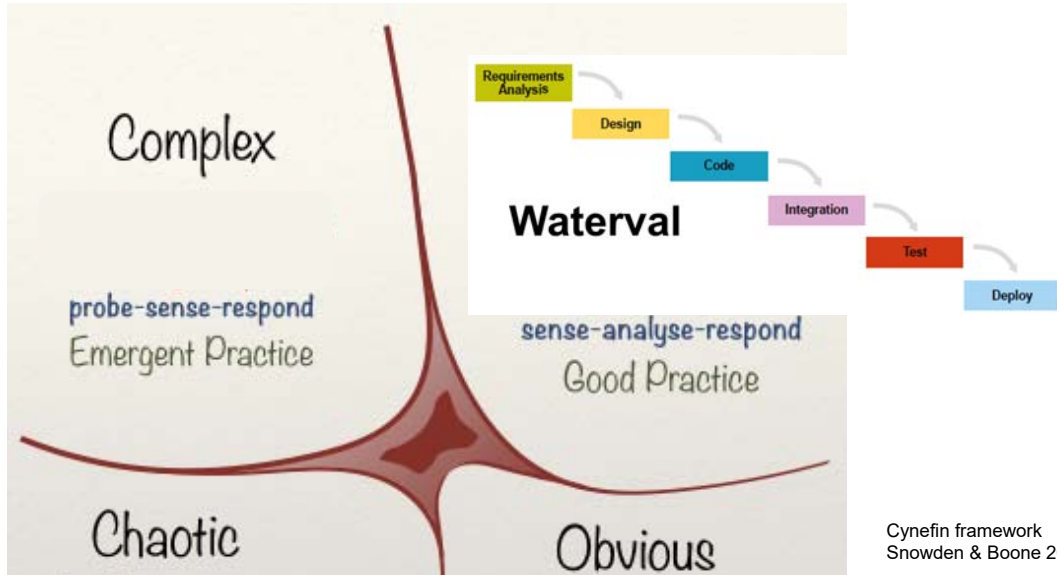 Complex
probe-sense-respond
Emergent Practice
Requirements
Analysis
Design
Code
Integration
Test
Deploy
Waterval
sense-analyse-respond
Good Practice
Chaotic
Obvious
Cynefin framework
Snowden & Boone 2